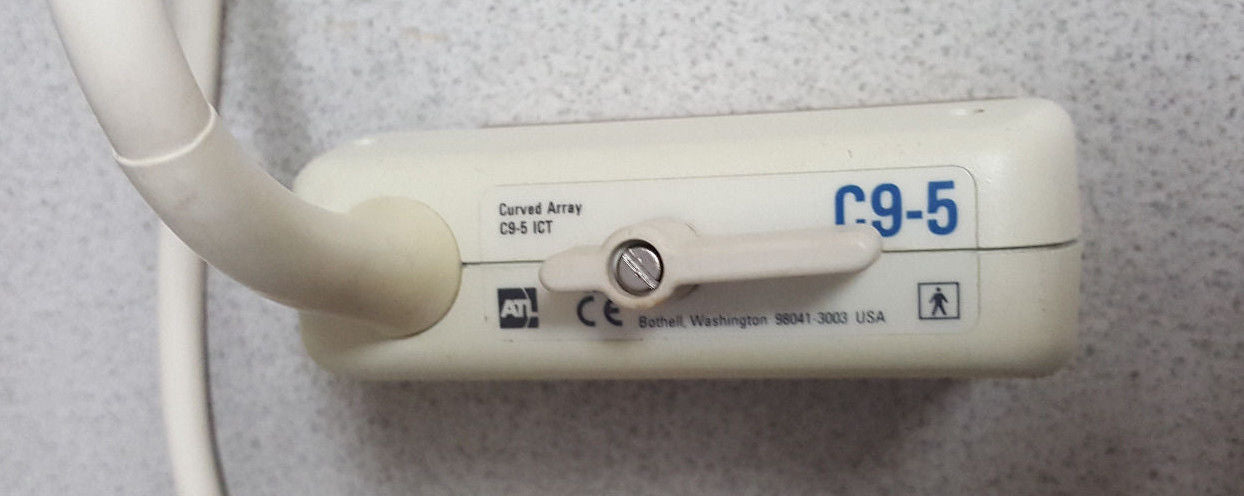 Curved Array
C9-5 ICT
C9-5
ATL
CE
Bothell, Washington 98041-3003 USA